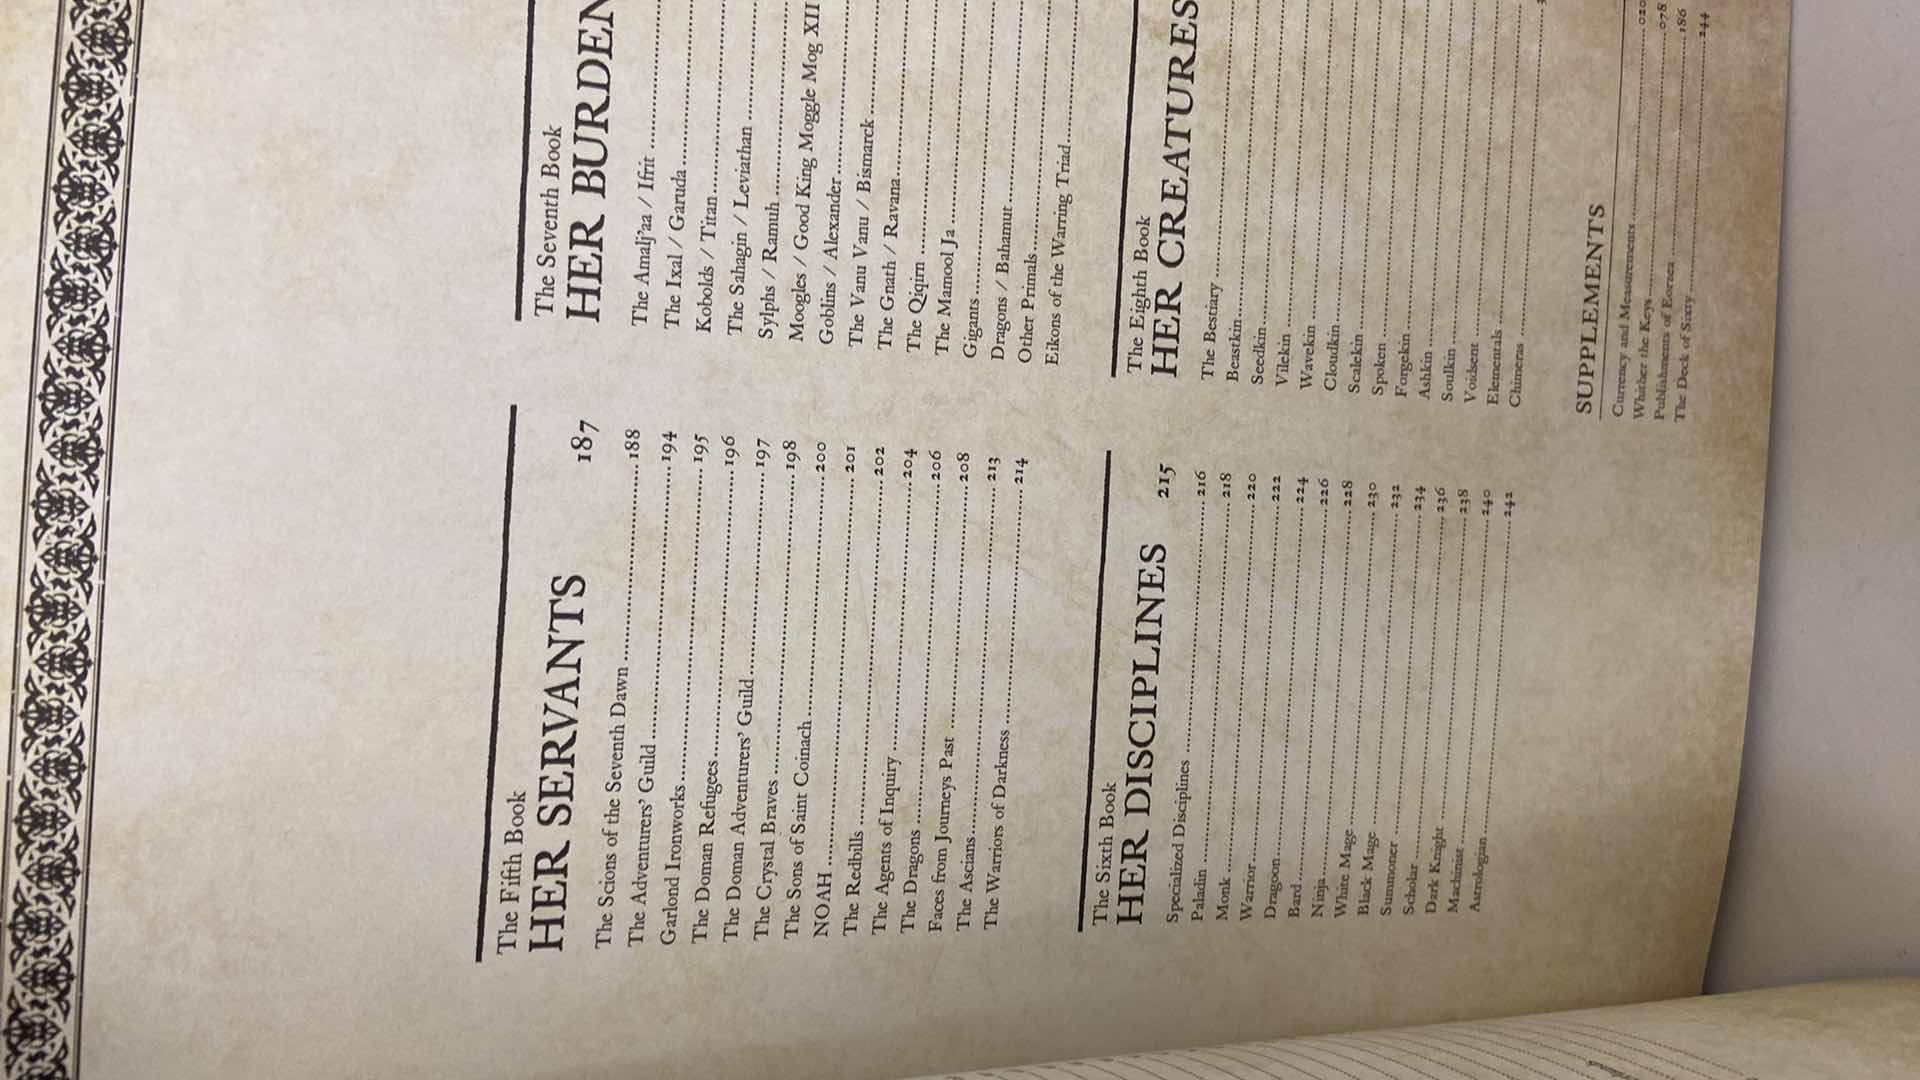 The Fifth Book
HER SERVANTS 187
The Scions of the Seventh Dawn 188
The Adventurers' Guild 194
Garlond Ironworks 195
The Doman Refugees 196
The Doman Adventurers' Guild 197
The Crystal Braves 198
The Sons of Saint Coinach 200
NOAH 201
The Redbills 202
The Agents of Inquiry 204
The Dragons 206
Faces from Journeys Past 208
The Ascians 213
The Warriors of Darkness 214
The Sixth Book
HER DISCIPLINES 215
Specialized Disciplines 216
Paladin 218
Monk 220
Warrior 222
Dragoon 224
Bard 226
Ninja 228
White Mage 230
Black Mage 232
Summoner 234
Scholar 236
Dark Knight 238
Machinist 240
Astrologian 242
The Seventh Book
HER BURDEN
The Amalj'aa / Ifrit
The Ixal / Garuda
Kobolds / Titan
The Sahagin / Leviathan
Sylphs / Ramuh
Moogles / Good King Moggle Mog XII
Goblins / Alexander
The Vanu Vanu / Bismarck
The Gnath / Ravana
The Qiqirn
The Mamool Ja
Gigants
Dragons / Bahamut
Other Primals
Eikons of the Warring Triad
The Eighth Book
HER CREATURES
The Bestiary
Beastkin
Seedkin
Vilekin
Wavekin
Cloudkin
Scalekin
Spoken
Forgekin
Ashkin
Soulkin
Voidsent
Elementals
Chimeras
SUPPLEMENTS
Currency and Measurements 020
Whither the Keys 078
Publishments of Eorzea 186
The Deck of Sixty 244